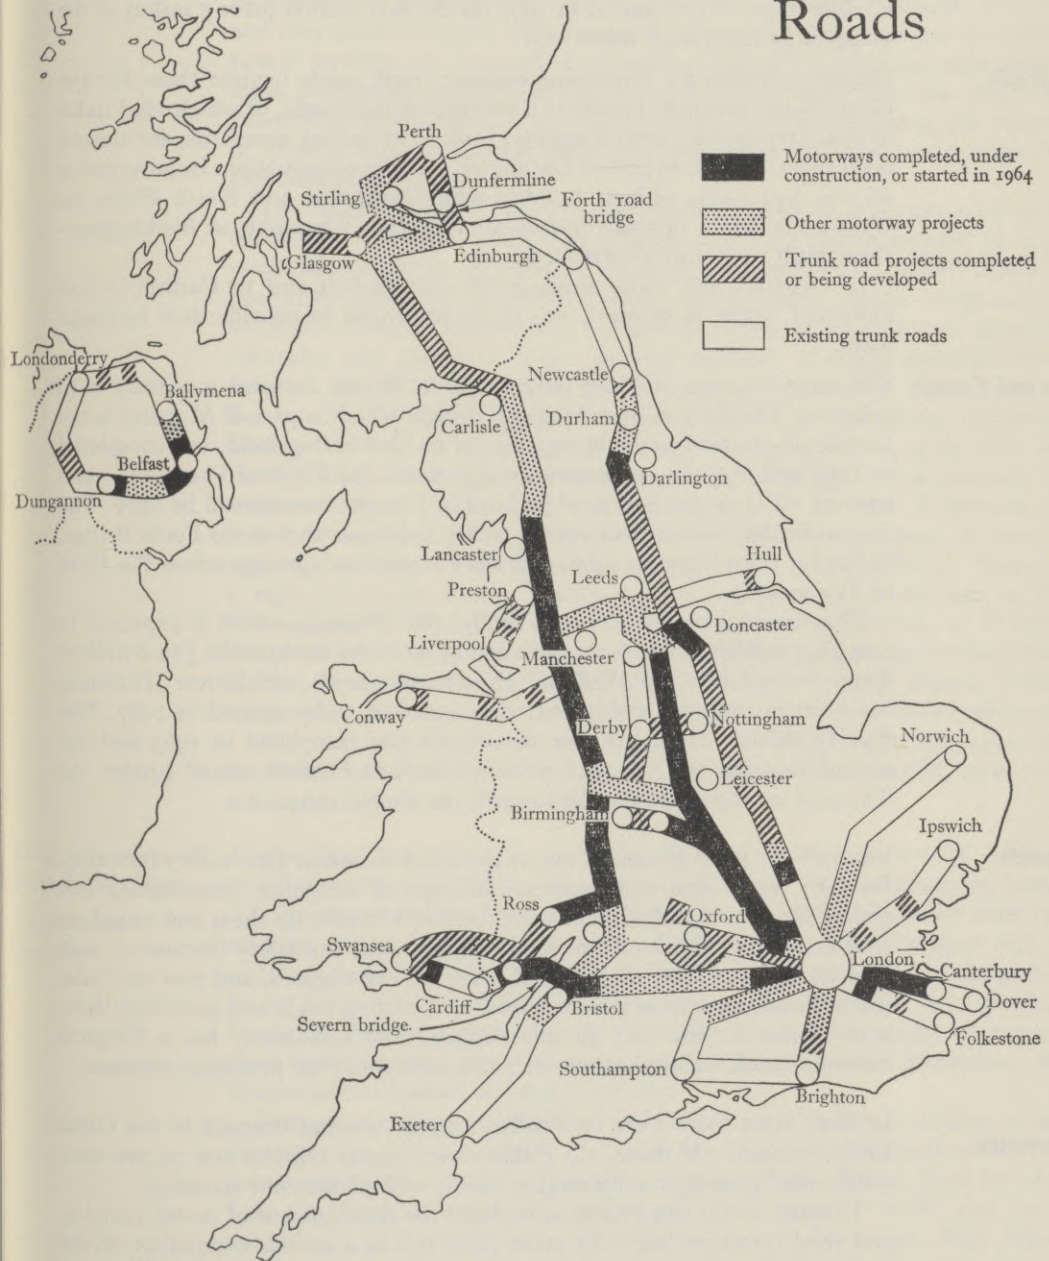 Roads
Motorways completed, under
construction, or started in 1964
Other motorway projects
Trunk road projects completed
or being developed
Existing trunk roads
Perth
Dunfermline
Stirling
Forth road
bridge
Glasgow
Edinburgh
Londonderry
Ballymena
Newcastle
Carlisle
Durham
Belfast
Darlington
Dungannon
Lancaster
Hull
Leeds
Preston
Doncaster
Liverpool
Manchester
Conway
Derby
Nottingham
Norwich
Leicester
Birmingham
Ipswich
Ross
Oxford
Swansea
London
Canterbury
Cardiff
Bristol
Dover
Severn bridge.
Folkestone
Southampton
Brighton
Exeter